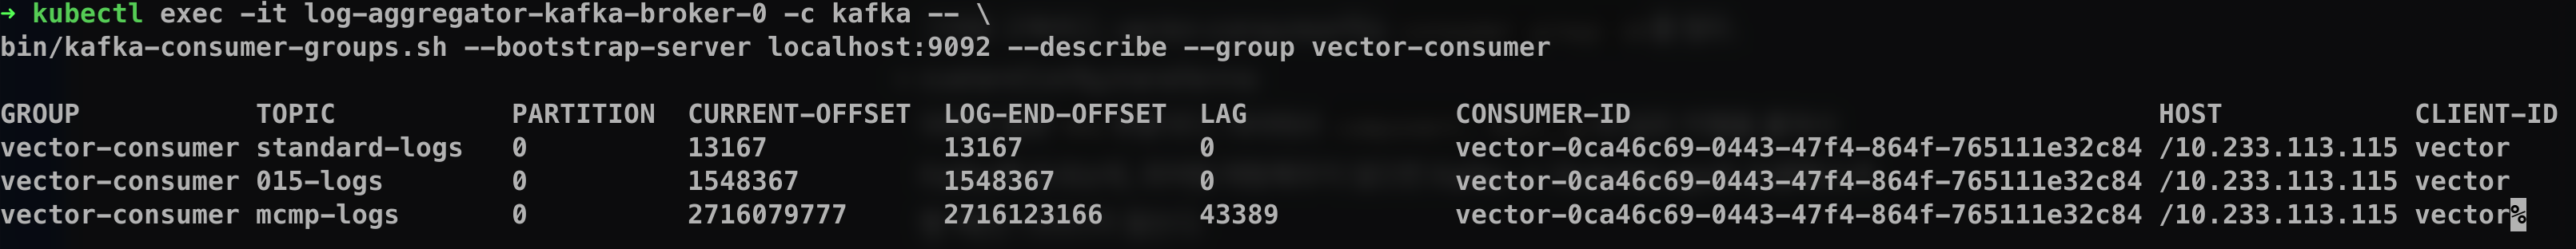 ➜ kubectl exec -it log-aggregator-kafka-broker-0 -c kafka -- \
bin/kafka-consumer-groups.sh --bootstrap-server localhost:9092 --describe --group vector-consumer
GROUP TOPIC PARTITION CURRENT-OFFSET LOG-END-OFFSET LAG CONSUMER-ID HOST CLIENT-ID
vector-consumer standard-logs 0 13167 13167 0 vector-0ca46c69-0443-47f4-864f-765111e32c84 /10.233.113.115 vector
vector-consumer 015-logs 0 1548367 1548367 0 vector-0ca46c69-0443-47f4-864f-765111e32c84 /10.233.113.115 vector
vector-consumer mcmp-logs 0 2716079777 2716123166 43389 vector-0ca46c69-0443-47f4-864f-765111e32c84 /10.233.113.115 vector%